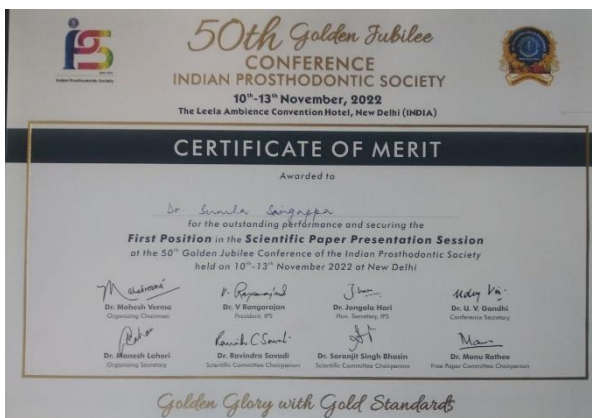 50th Golden Jubilee
CONFERENCE
INDIAN PROSTHODONTIC SOCIETY
10th-13th November, 2022
The Leela Ambience Convention Hotel, New Delhi (INDIA)
Indian Prosthodontic Society
CERTIFICATE OF MERIT
Awarded to
Dr. Sunila Sangappa
for the outstanding performance and securing the
First Position in the Scientific Paper Presentation Session
at the 50th Golden Jubilee Conference of the Indian Prosthodontic Society
held on 10th-13th November 2022 at New Delhi
Dr. Mahesh Verma Dr. V Rangarajan Dr. Jangala Hari Dr. U. V. Gandhi
Organizing Chairman President, IPS Hon. Secretary, IPS Conference Secretary
Dr. Manesh Lahori Dr. Ravindra Savadi Dr. Saranjit Singh Bhasin Dr. Manu Rathee
Organizing Secretary Scientific Committee Chairperson Scientific Committee Chairperson Free Paper Committee Chairperson
Golden Glory with Gold Standards